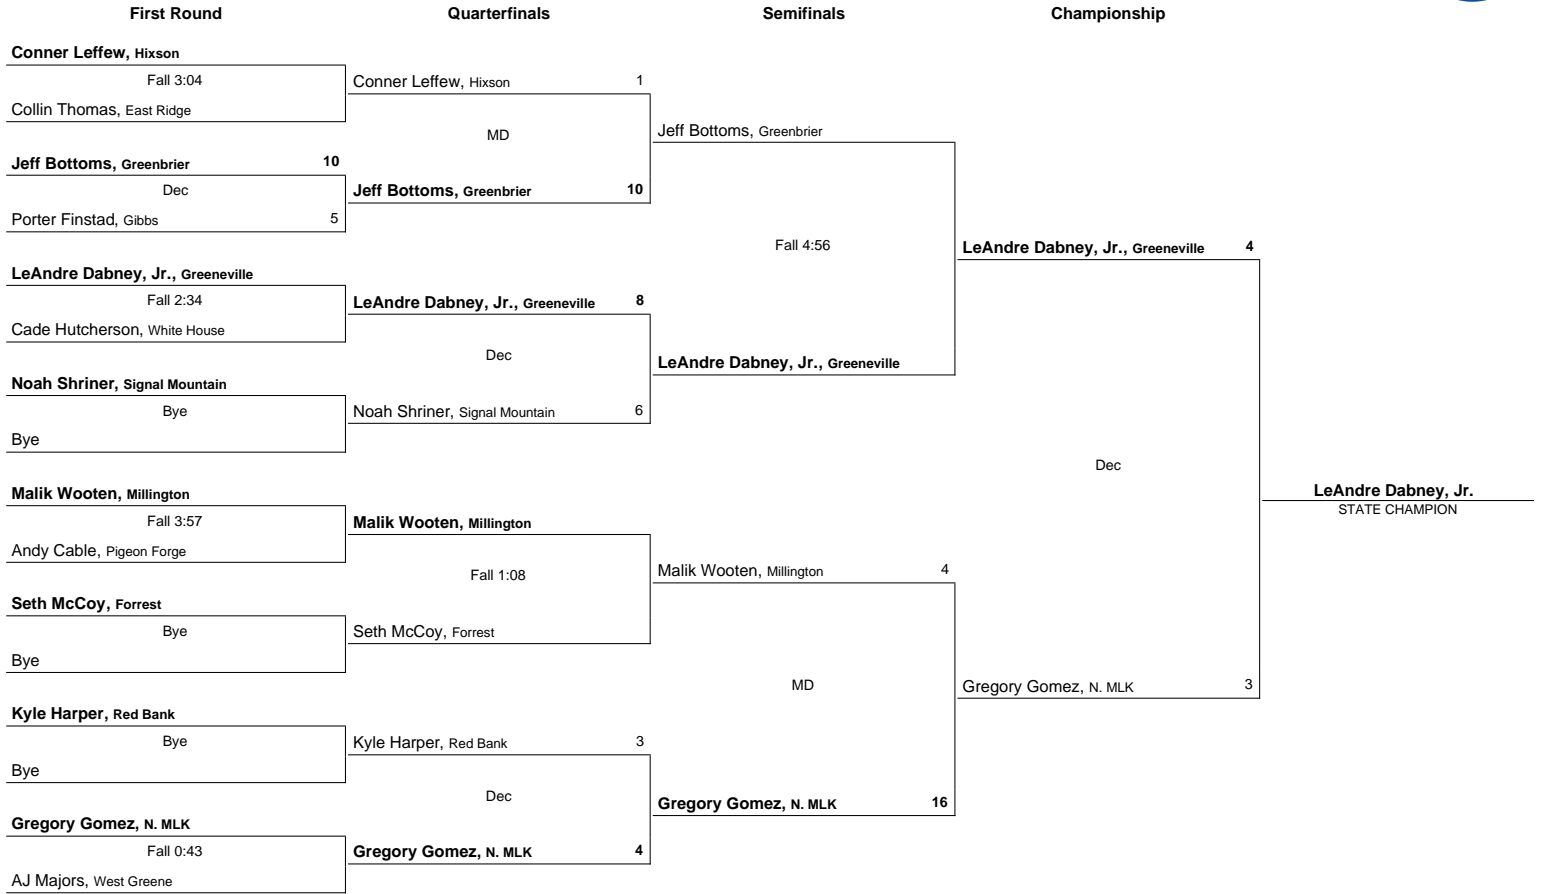 First Round Quarterfinals Semifinals Championship
Conner Leffew, Hixson
Fall 3:04
Collin Thomas, East Ridge
Jeff Bottoms, Greenbrier 10
Dec
Porter Finstad, Gibbs 5
LeAndre Dabney, Jr., Greeneville
Fall 2:34
Cade Hutcherson, White House
Noah Shriner, Signal Mountain
Bye
Bye
Malik Wooten, Millington
Fall 3:57
Andy Cable, Pigeon Forge
Seth McCoy, Forrest
Bye
Bye
Kyle Harper, Red Bank
Bye
Bye
Gregory Gomez, N. MLK
Fall 0:43
AJ Majors, West Greene
Conner Leffew, Hixson 1
MD
Jeff Bottoms, Greenbrier 10
LeAndre Dabney, Jr., Greeneville 8
Dec
Noah Shriner, Signal Mountain 6
Malik Wooten, Millington
Fall 1:08
Seth McCoy, Forrest
Kyle Harper, Red Bank 3
Dec
Gregory Gomez, N. MLK 4
Jeff Bottoms, Greenbrier
Fall 4:56
LeAndre Dabney, Jr., Greeneville
Malik Wooten, Millington 4
MD
Gregory Gomez, N. MLK 16
LeAndre Dabney, Jr., Greeneville 4
Dec
Gregory Gomez, N. MLK 3
LeAndre Dabney, Jr.
STATE CHAMPION